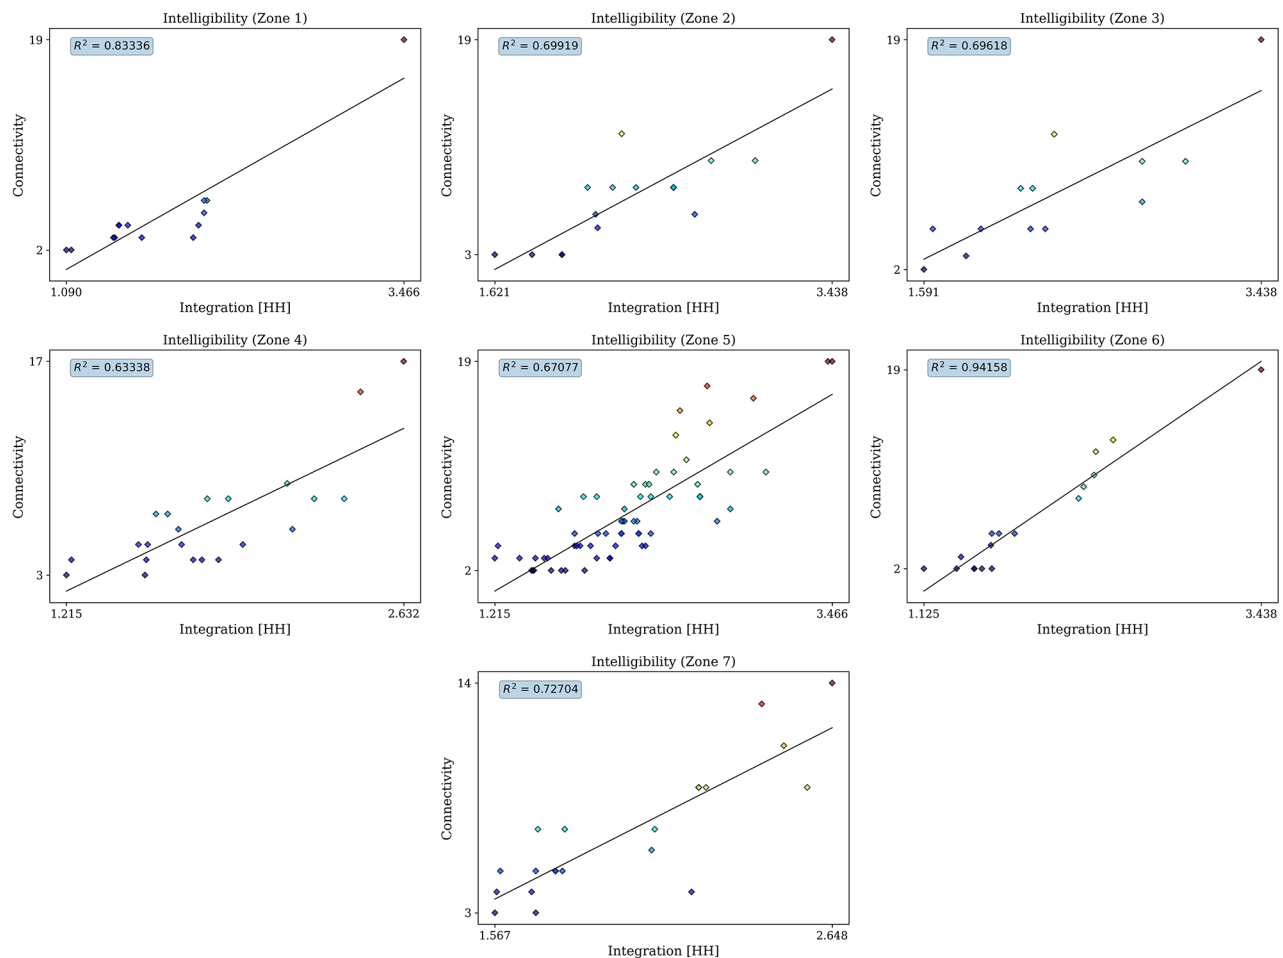 Intelligibility (Zone 1)
R² = 0.83336
19
Connectivity
2
1.090
3.466
Integration [HH]
Intelligibility (Zone 2)
R² = 0.69919
19
Connectivity
3
1.621
3.438
Integration [HH]
Intelligibility (Zone 3)
R² = 0.69618
19
Connectivity
2
1.591
3.438
Integration [HH]
Intelligibility (Zone 4)
R² = 0.63338
17
Connectivity
3
1.215
2.632
Integration [HH]
Intelligibility (Zone 5)
R² = 0.67077
19
Connectivity
2
1.215
3.466
Integration [HH]
Intelligibility (Zone 6)
R² = 0.94158
19
Connectivity
2
1.125
3.438
Integration [HH]
Intelligibility (Zone 7)
R² = 0.72704
14
Connectivity
3
1.567
2.648
Integration [HH]